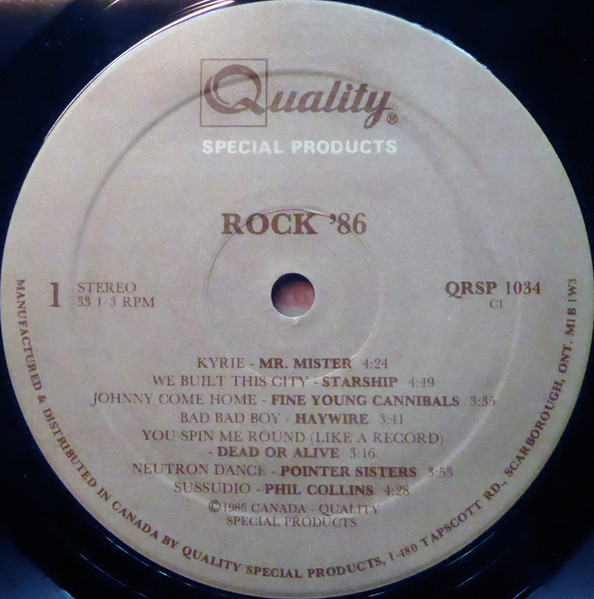 Quality®
SPECIAL PRODUCTS
ROCK '86
1 STEREO
33 1/3 RPM
QRSP 1034
C1
KYRIE - MR. MISTER 4:24
WE BUILT THIS CITY - STARSHIP 4:49
JOHNNY COME HOME - FINE YOUNG CANNIBALS 3:35
BAD BAD BOY - HAYWIRE 3:41
YOU SPIN ME ROUND (LIKE A RECORD)
- DEAD OR ALIVE 3:16
NEUTRON DANCE - POINTER SISTERS 3:53
SUSSUDIO - PHIL COLLINS 4:28
©1986 CANADA - QUALITY
SPECIAL PRODUCTS
MANUFACTURED & DISTRIBUTED IN CANADA BY QUALITY SPECIAL PRODUCTS, 1-480 TAPSCOTT RD., SCARBOROUGH, ONT. M1B 1W3